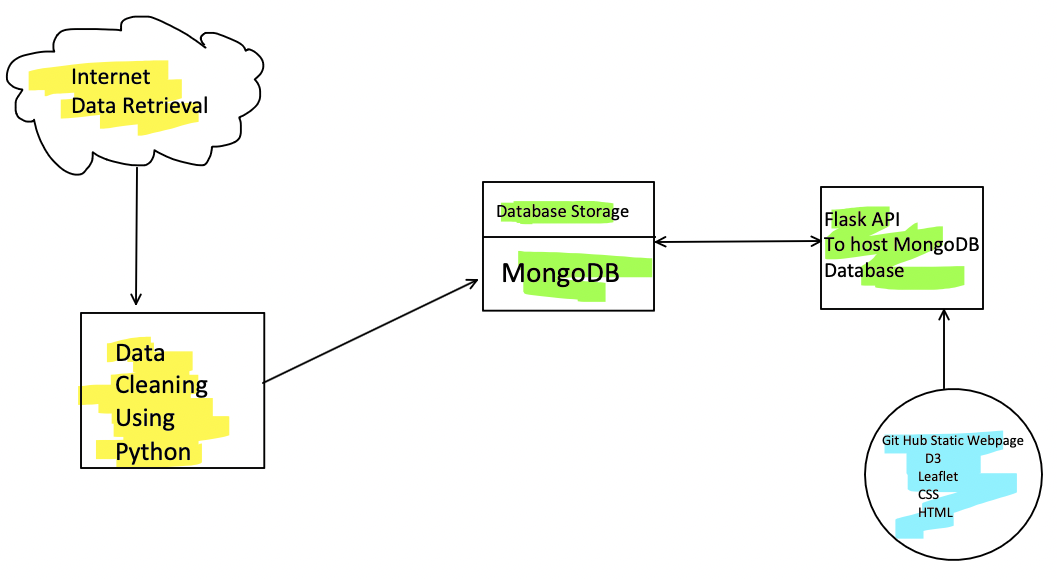 Internet
Data Retrieval
Data
Cleaning
Using
Python
Database Storage
MongoDB
Flask API
To host MongoDB
Database
Git Hub Static Webpage
D3
Leaflet
CSS
HTML